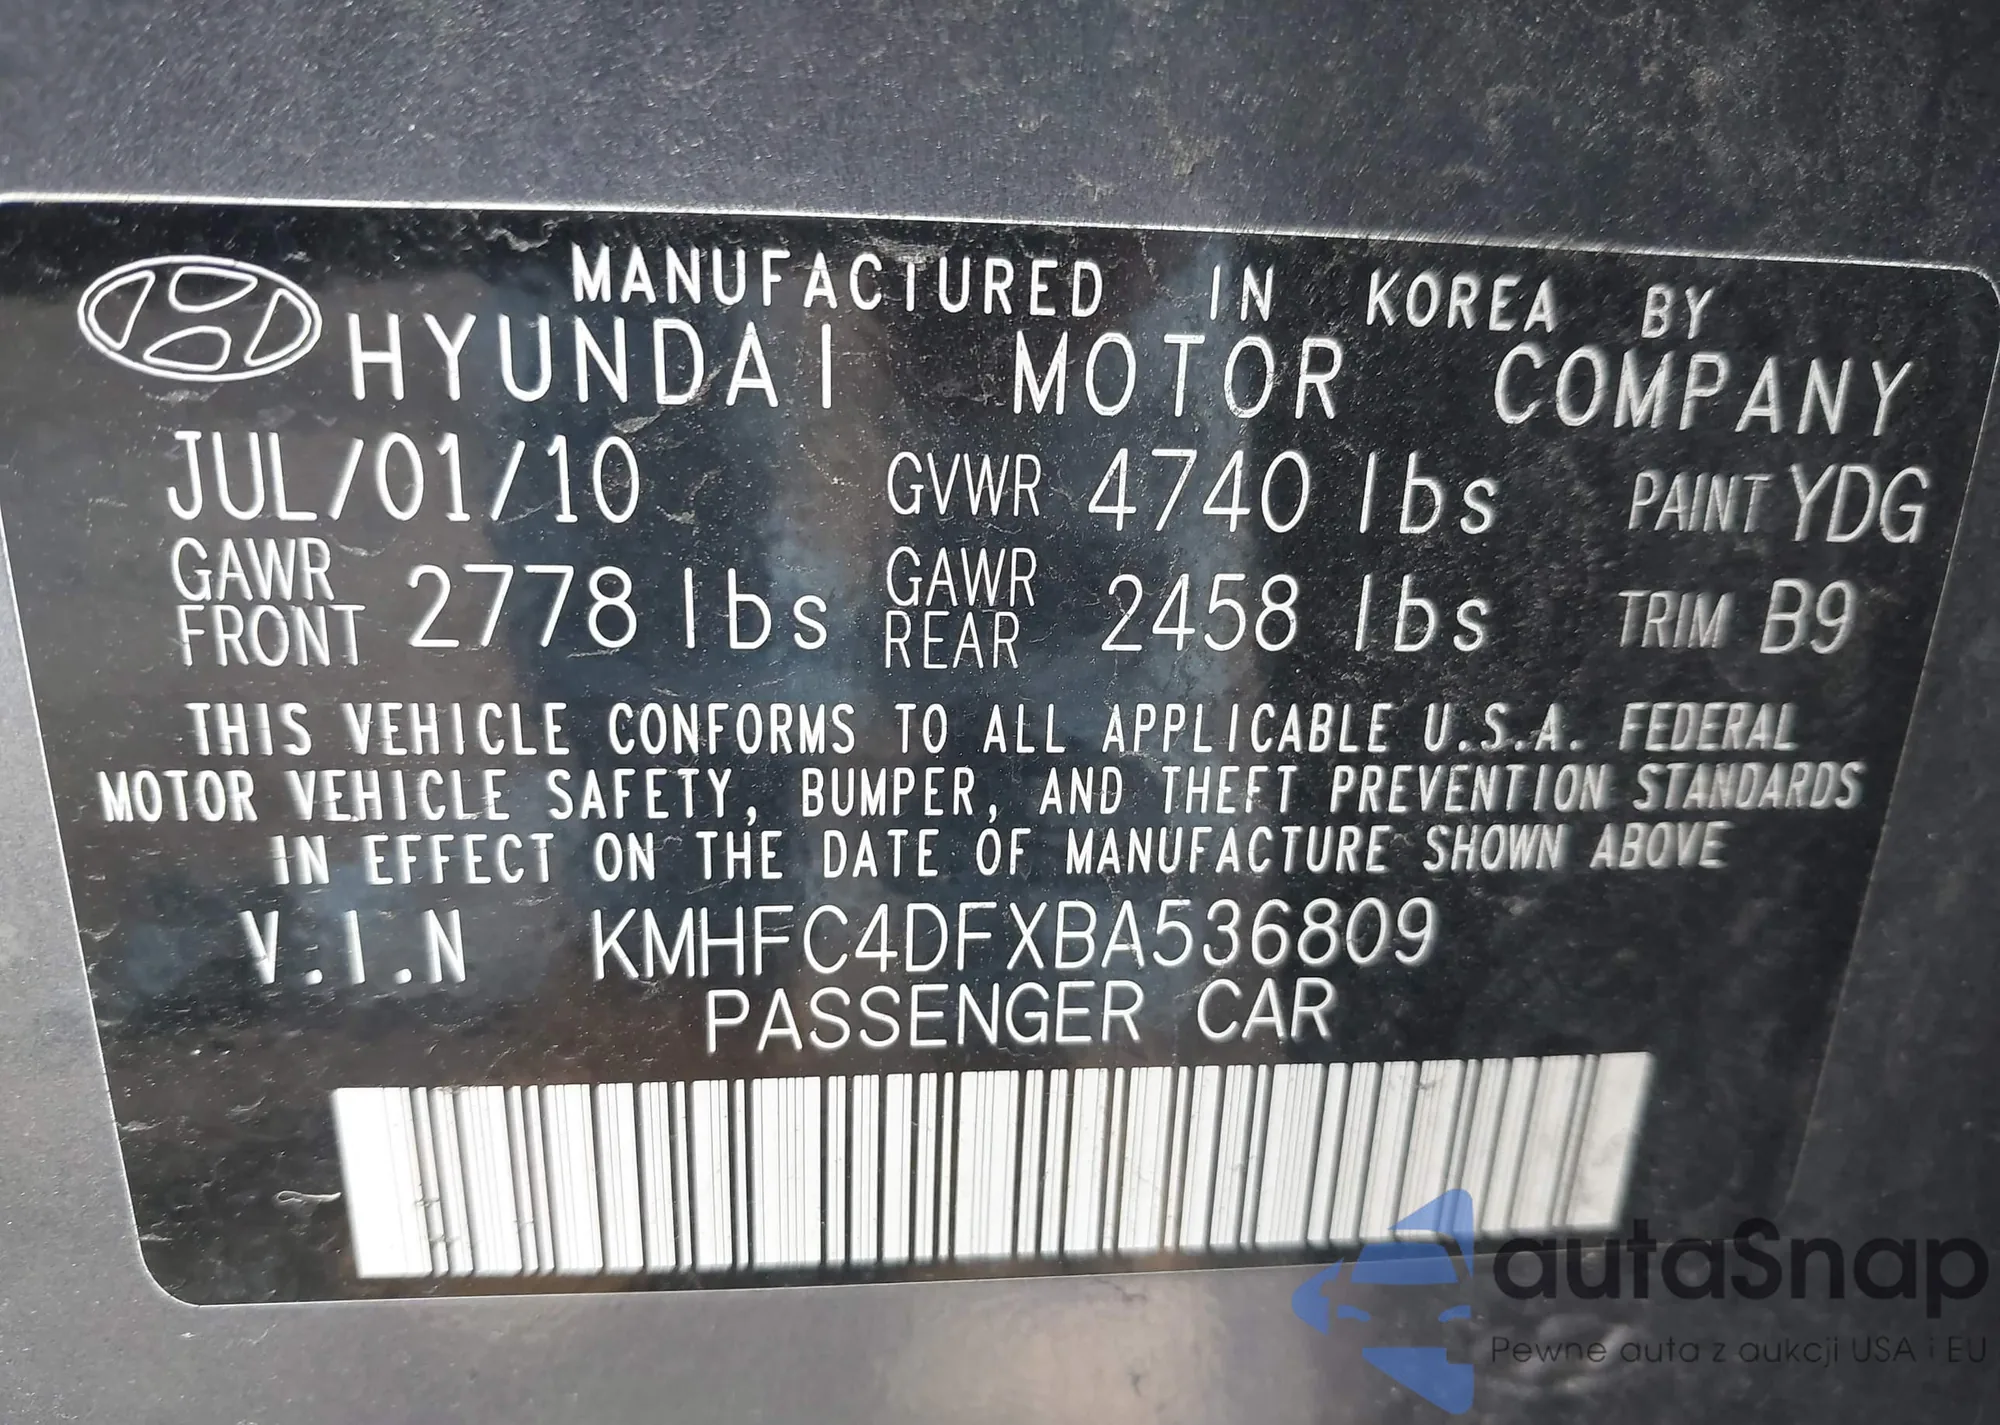 MANUFACTURED IN KOREA BY
HYUNDAI MOTOR COMPANY
JUL/01/10 GVWR 4740 lbs PAINT YDG
GAWR FRONT 2778 lbs GAWR REAR 2458 lbs TRIM B9
THIS VEHICLE CONFORMS TO ALL APPLICABLE U.S.A. FEDERAL
MOTOR VEHICLE SAFETY, BUMPER, AND THEFT PREVENTION STANDARDS
IN EFFECT ON THE DATE OF MANUFACTURE SHOWN ABOVE
V.I.N KMHFC4DFXBA536809
PASSENGER CAR
autaSnap
Pewne auta z aukcji USA i EU